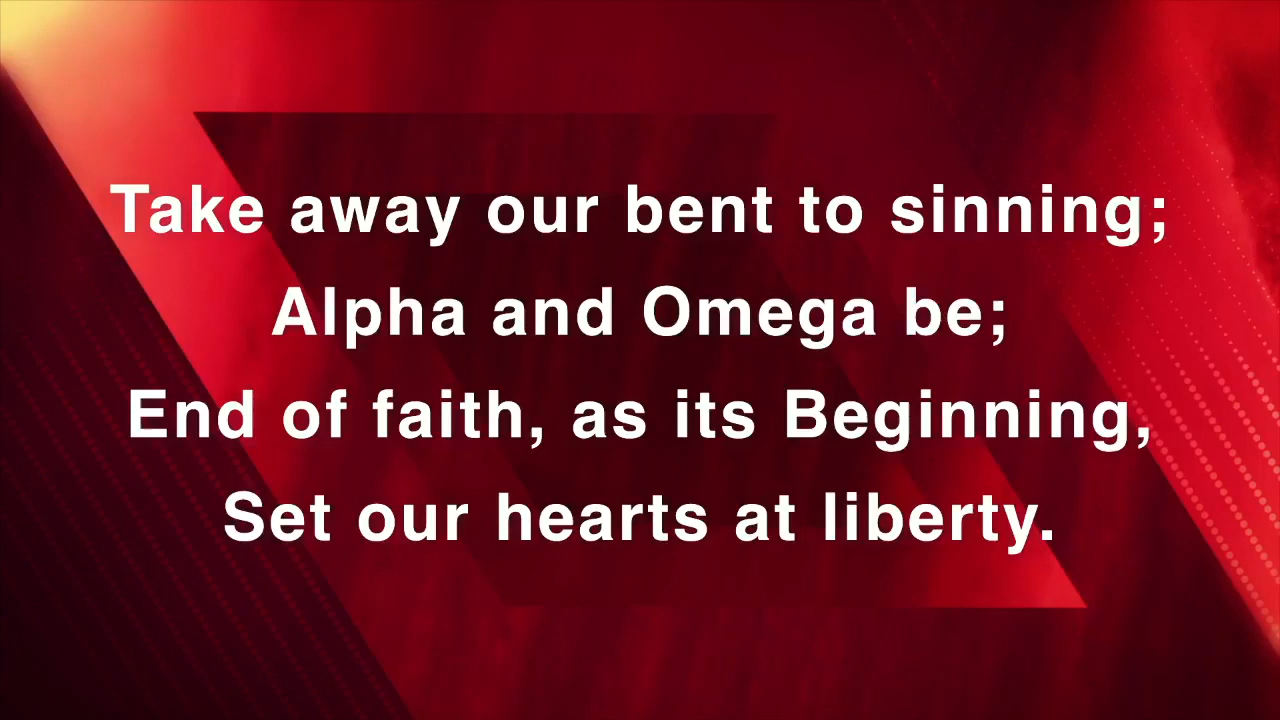 Take away our bent to sinning;
Alpha and Omega be;
End of faith, as its Beginning,
Set our hearts at liberty.